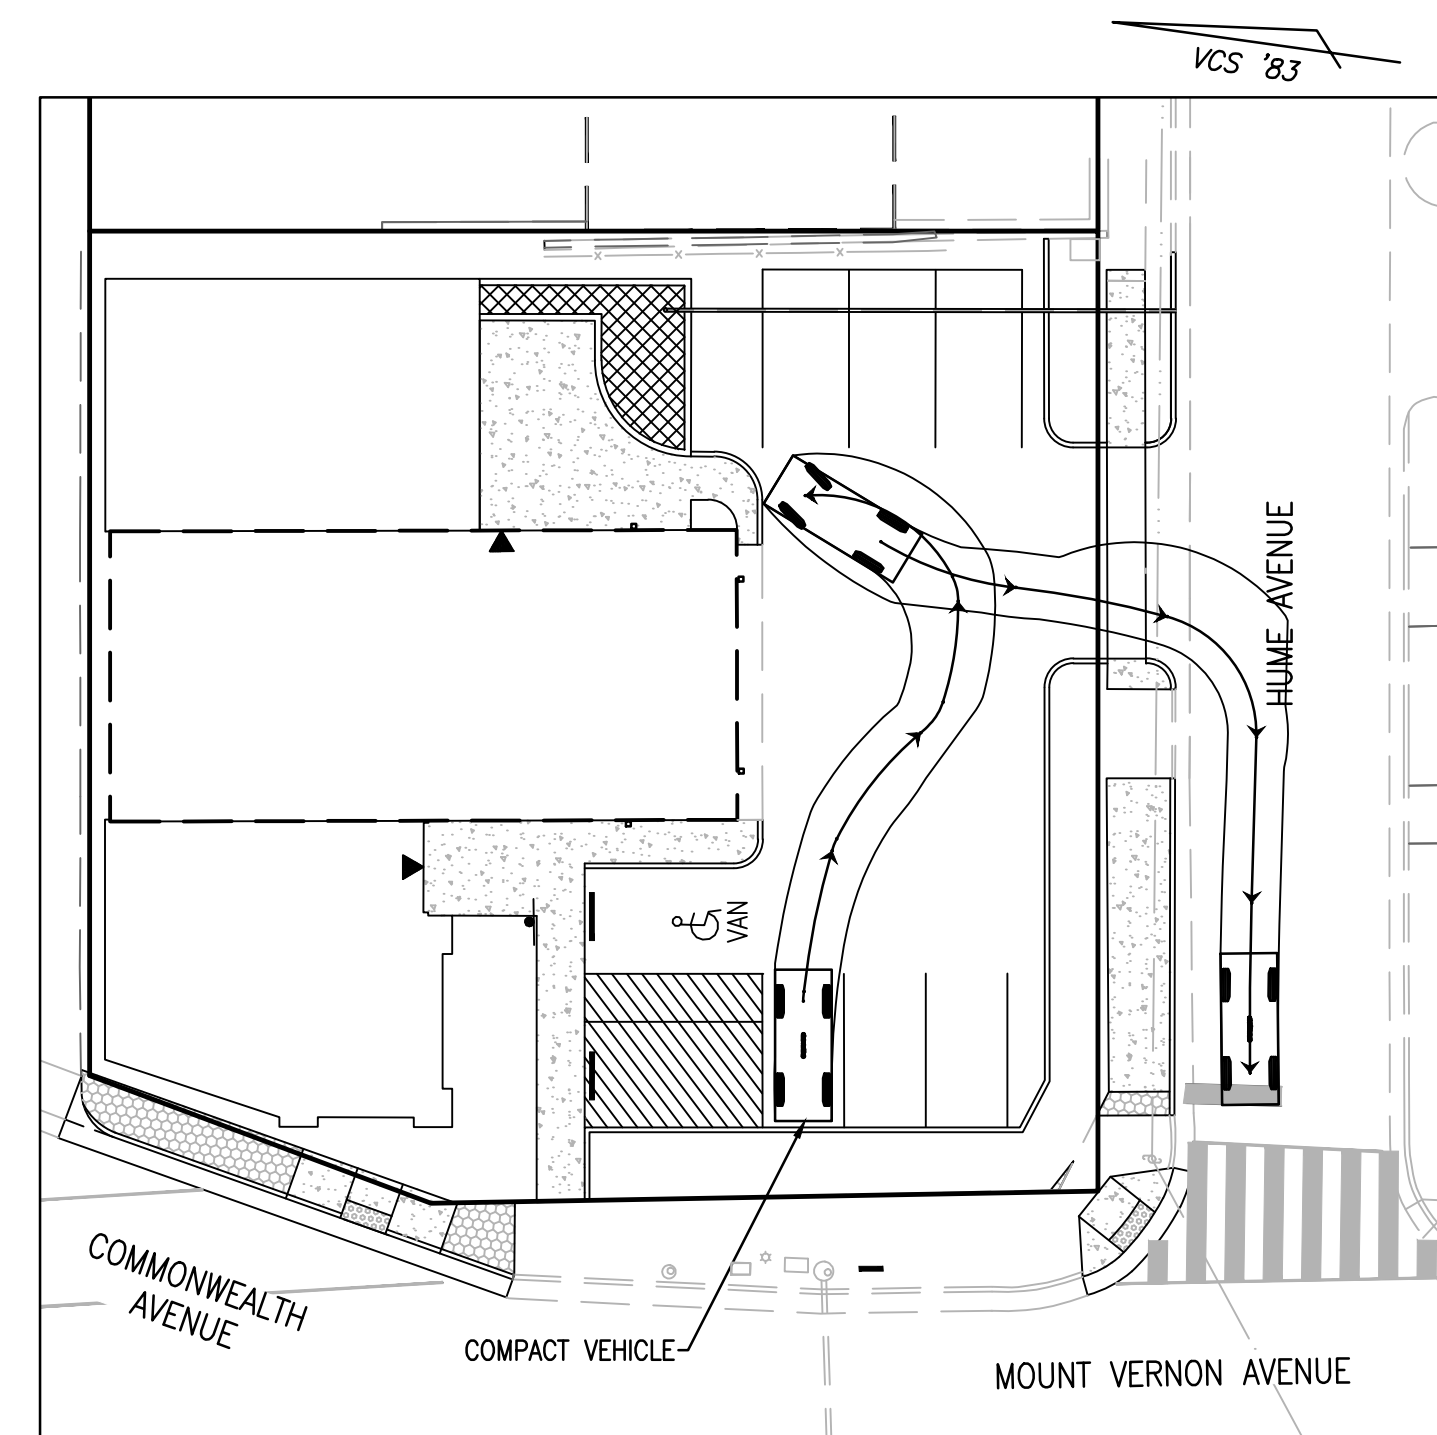 VCS '83
HUME AVENUE
VAN
COMMONWEALTH
AVENUE
COMPACT VEHICLE
MOUNT VERNON AVENUE